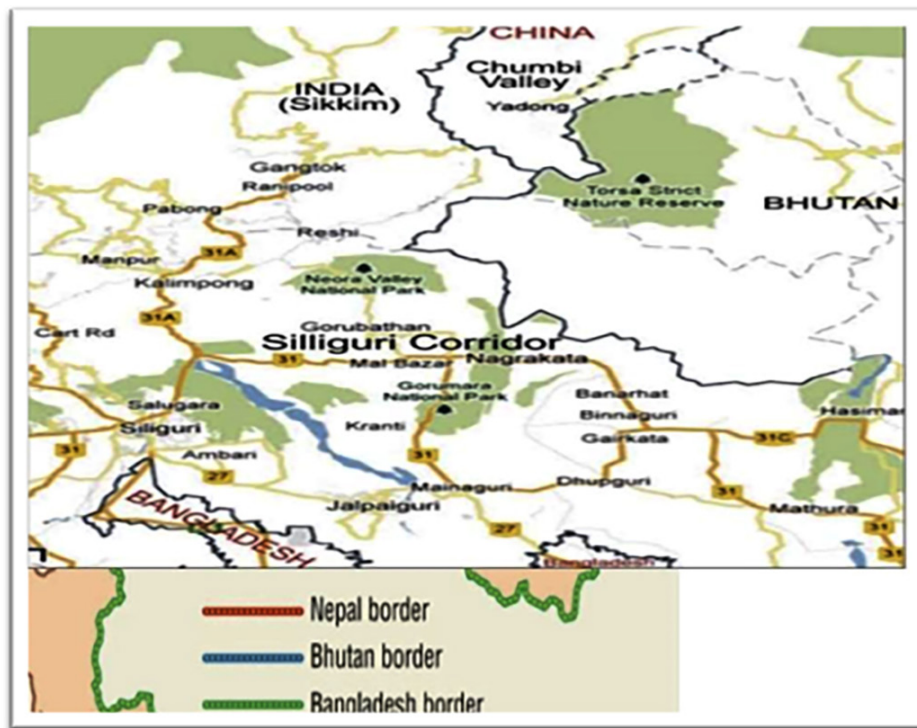 CHINA
Chumbi
Valley
Yadong
INDIA
(Sikkim)
Gangtok
Ranipool
Torsa Strict
Nature Reserve
BHUTAN
Pabong
Reshi
31A
Manpur
Neora Valley
National Park
Kalimpong
31A
Cart Rd
Gorubathan
Silliguri Corridor
31
Mal Bazar
Nagrakata
Gorumara
National Park
Banarhat
Salugara
Binnaguri
Hasimar
Siliguri
Kranti
Gairkata
31C
31
Ambari
31
27
Mainaguri
Dhupguri
31
BANGLADESH
Jalpaiguri
Mathura
27
31
31
Bangladesh
Nepal border
Bhutan border
Bangladesh border